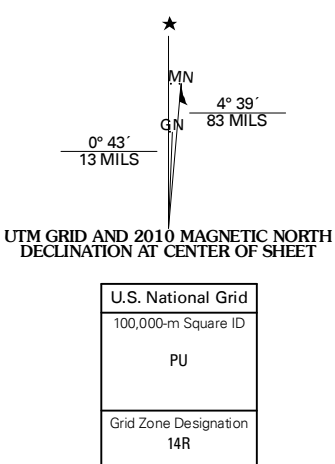 ★
MN
4° 39´
83 MILS
GN
0° 43´
13 MILS
UTM GRID AND 2010 MAGNETIC NORTH
DECLINATION AT CENTER OF SHEET
U.S. National Grid
100,000-m Square ID
PU
Grid Zone Designation
14R